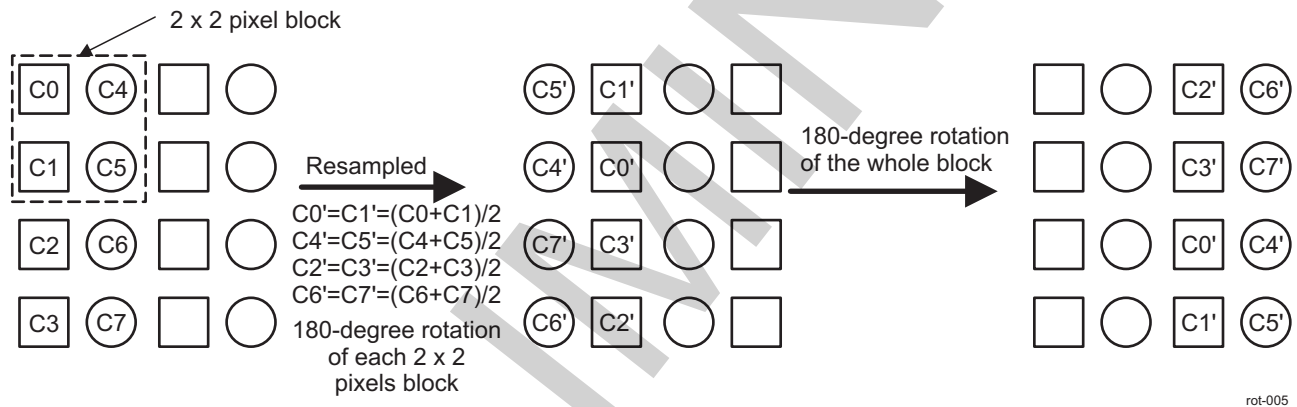 2 x 2 pixel block
C0 C4
C1 C5
C2 C6
C3 C7
Resampled
C0'=C1'=(C0+C1)/2
C4'=C5'=(C4+C5)/2
C2'=C3'=(C2+C3)/2
C6'=C7'=(C6+C7)/2
180-degree rotation
of each 2 x 2
pixels block
C5' C1'
C4' C0'
C7' C3'
C6' C2'
180-degree rotation
of the whole block
C2' C6'
C3' C7'
C0' C4'
C1' C5'
rot-005